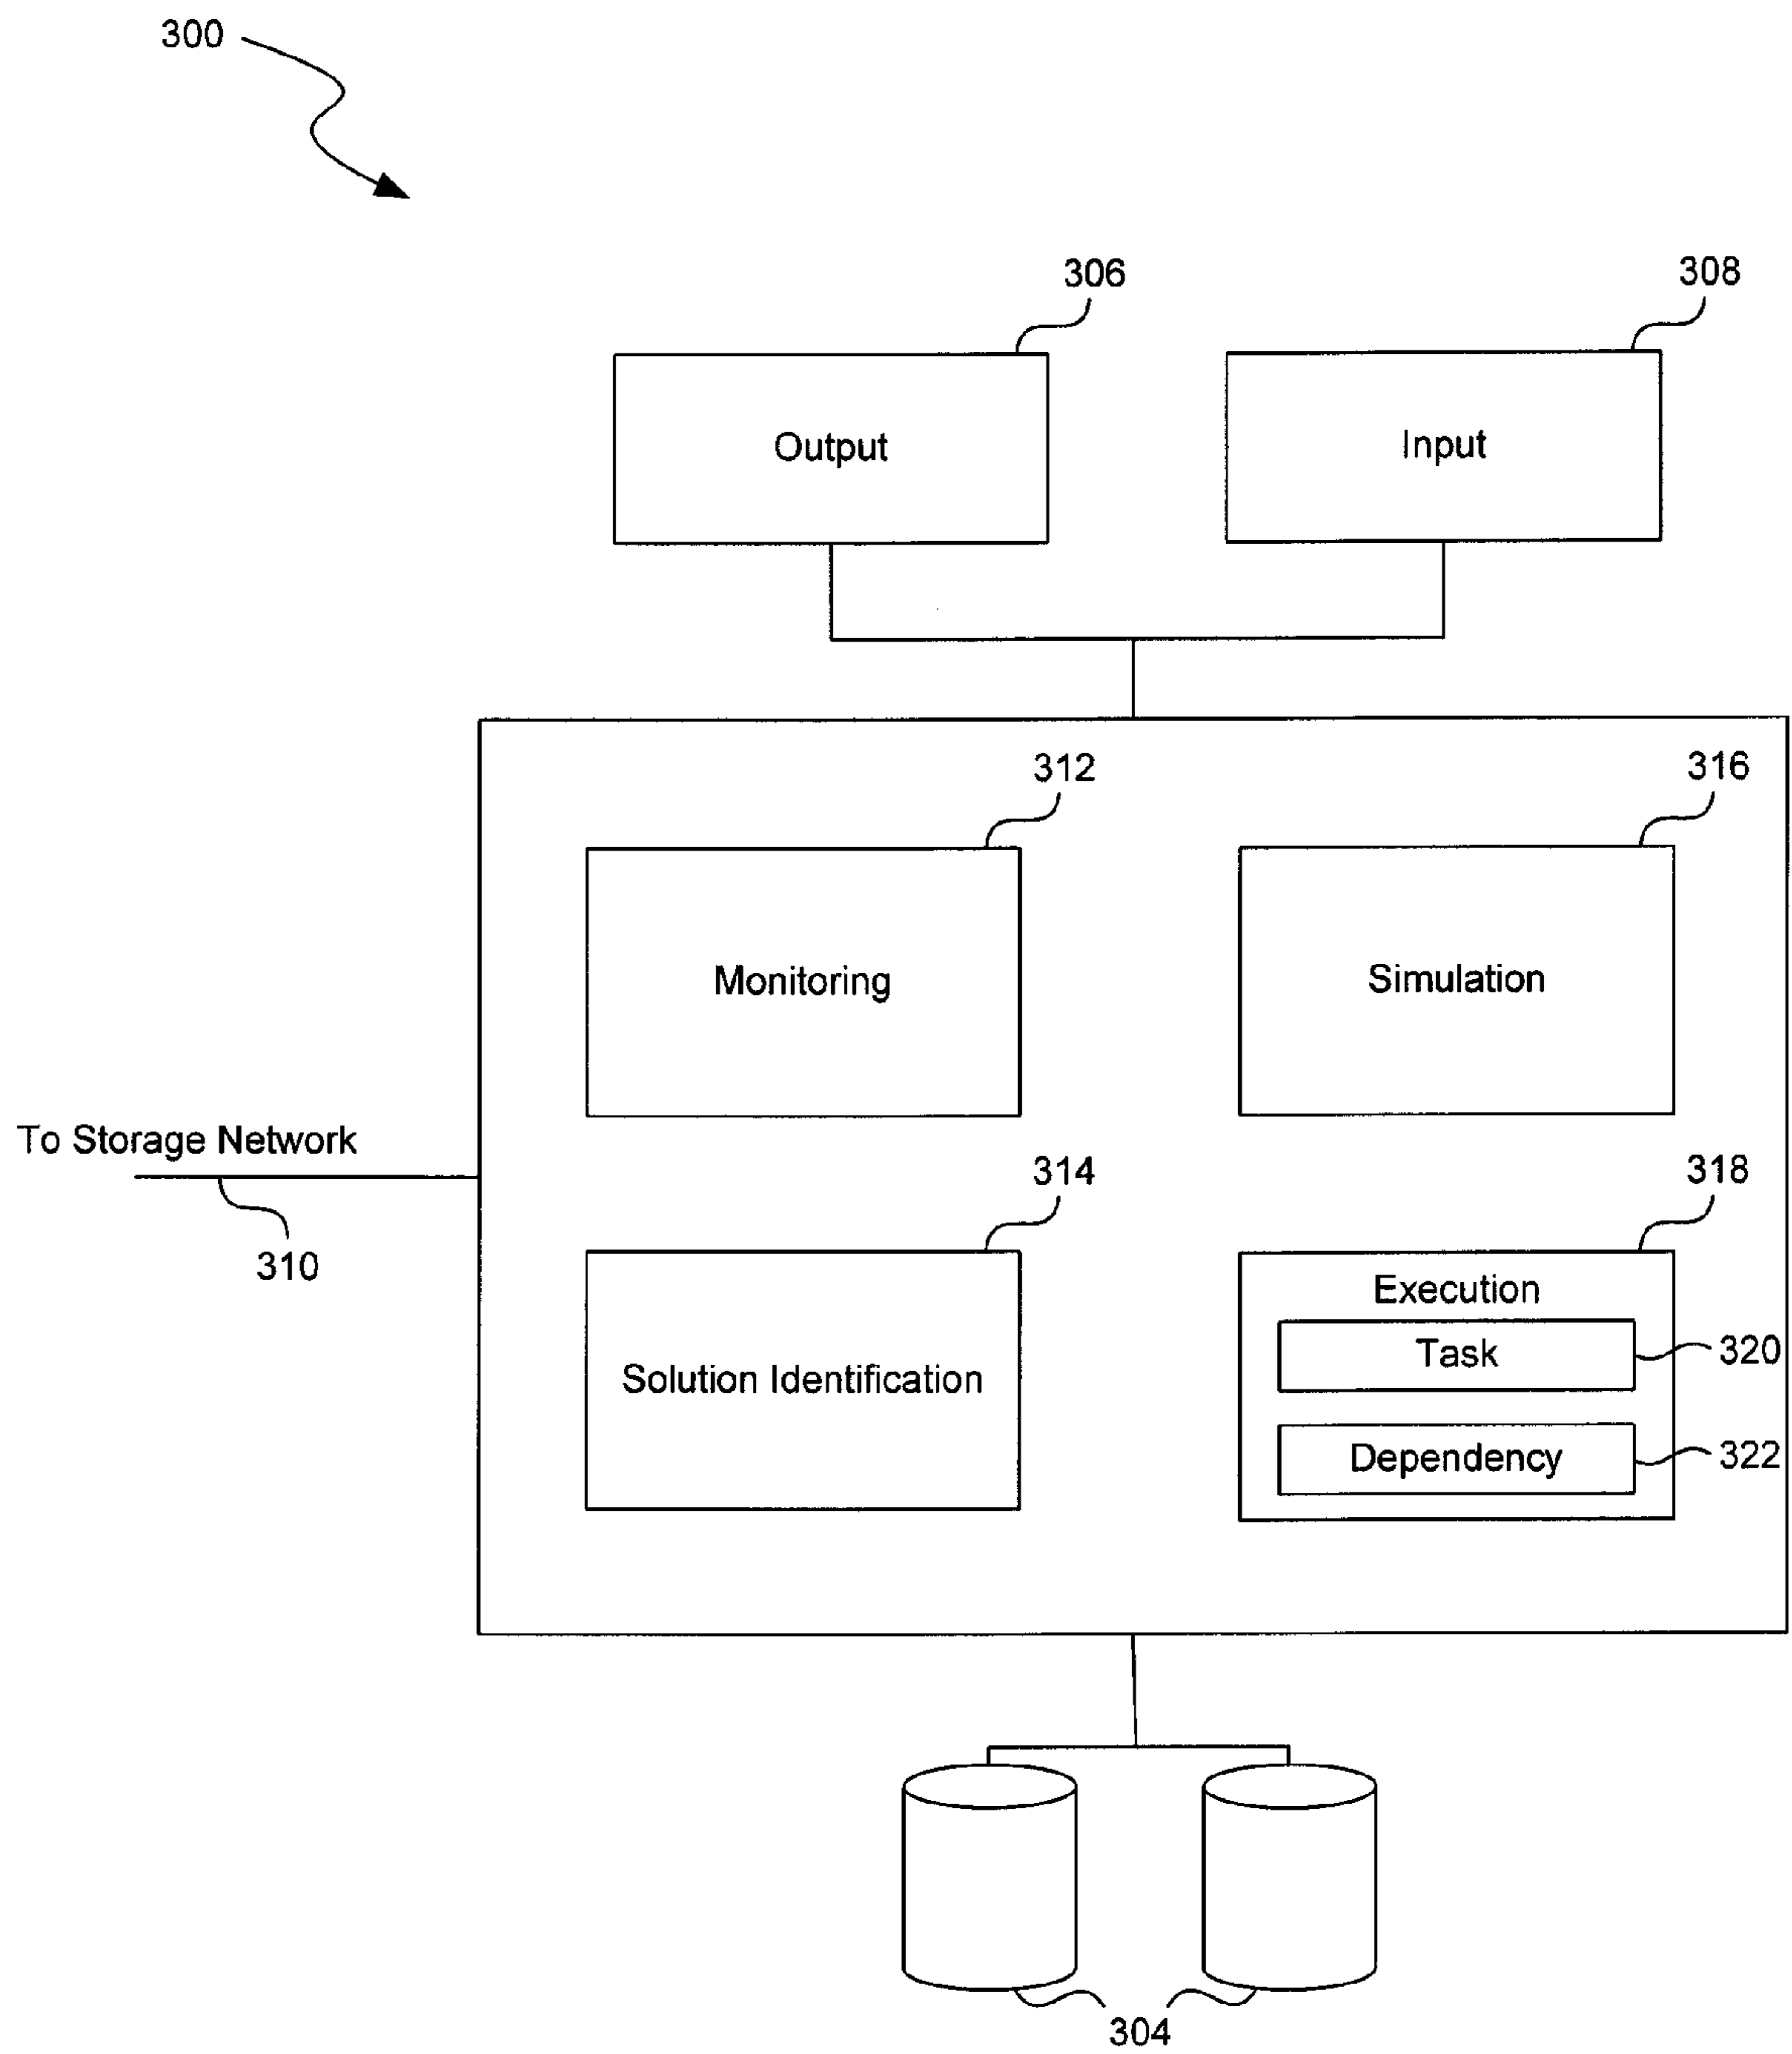 300
306
308
Output
Input
312
316
Monitoring
Simulation
To Storage Network
310
314
318
Solution Identification
Execution
Task
320
Dependency
322
304